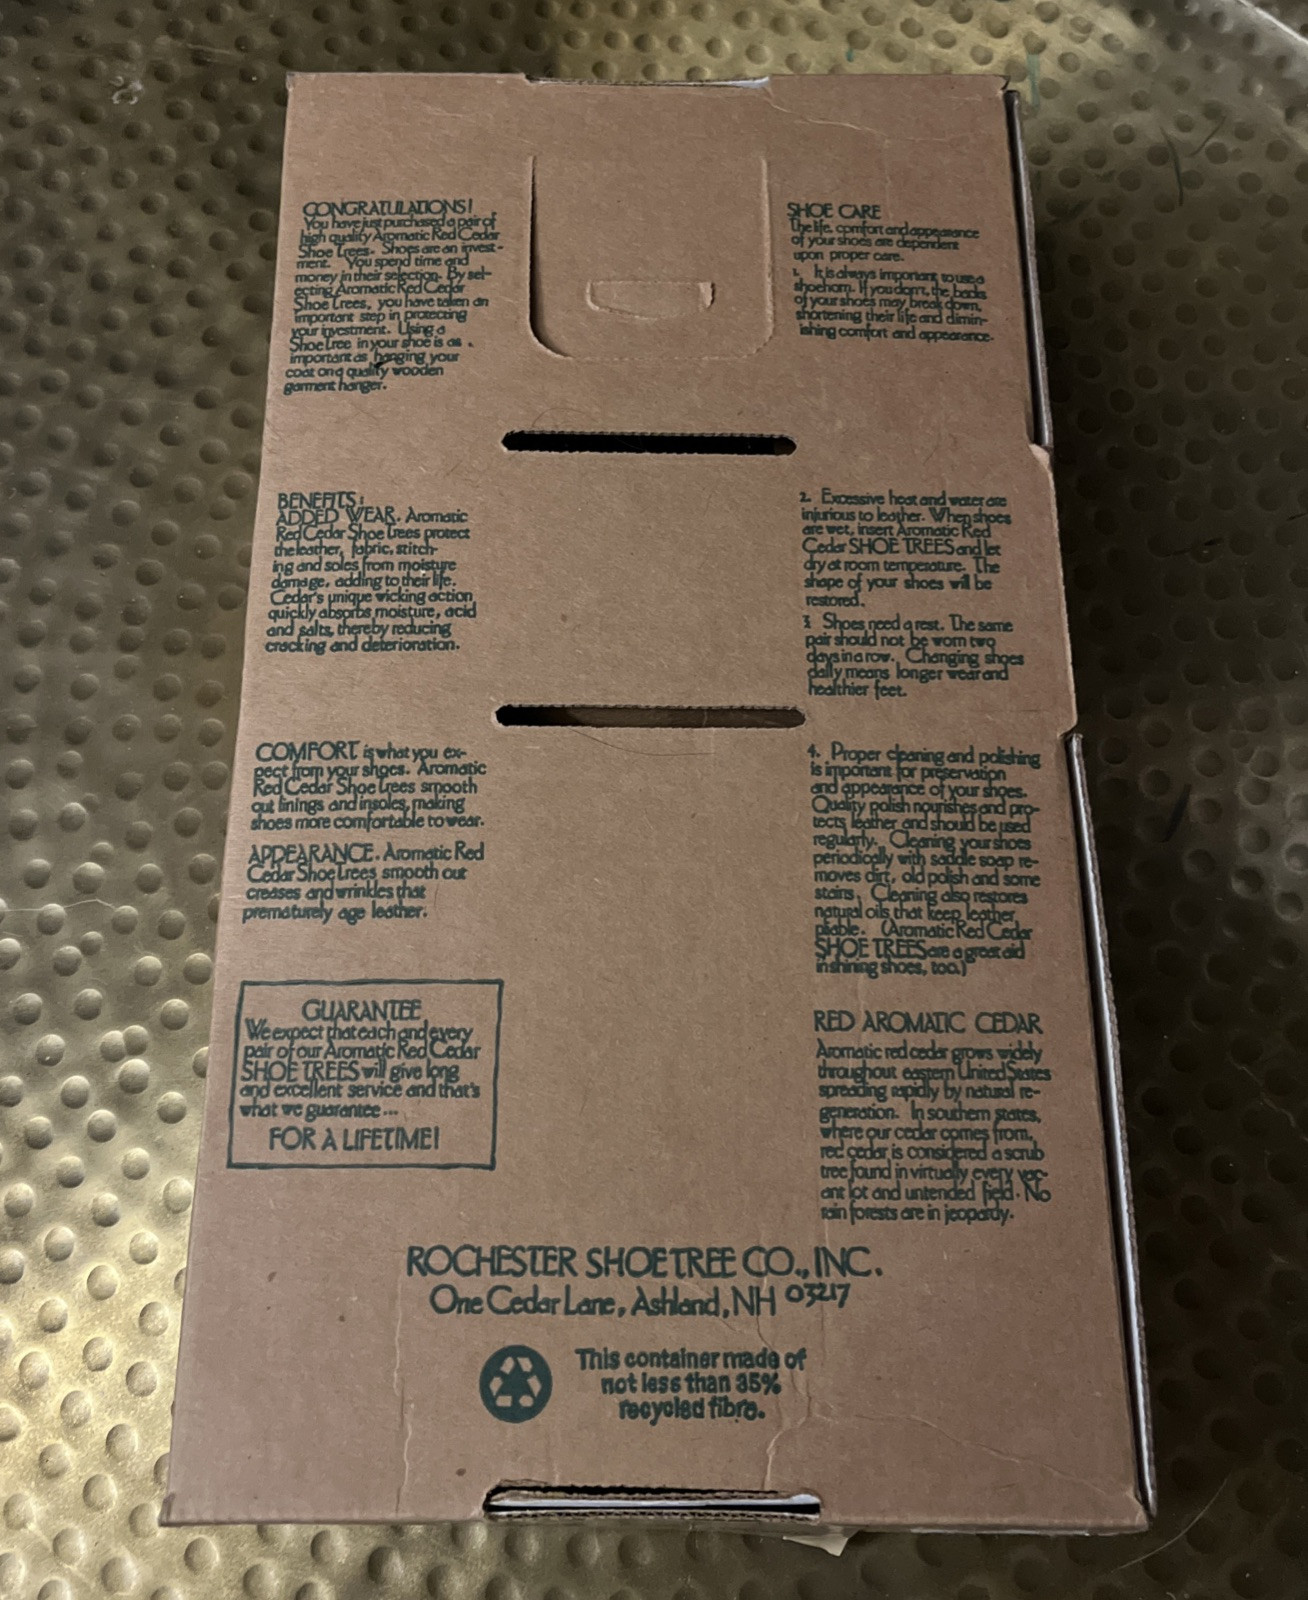 CONGRATULATIONS!
You have just purchased a pair of
high quality Aromatic Red Cedar
Shoe Trees. Shoes are an invest-
ment. You spend time and
money in their selection. By sel-
ecting Aromatic Red Cedar
Shoe Trees, you have taken an
important step in protecting
your investment. Using a
Shoe Tree in your shoe is as
important as hanging your
coat on a quality wooden
garment hanger.
BENEFITS:
ADDED WEAR. Aromatic
Red Cedar Shoe Trees protect
the leather, fabric, stitch-
ing and soles from moisture
damage, adding to their life.
Cedar's unique wicking action
quickly absorbs moisture, acid
and salts, thereby reducing
cracking and deterioration.
COMFORT is what you ex-
pect from your shoes. Aromatic
Red Cedar Shoe Trees smooth
out linings and insoles, making
shoes more comfortable to wear.
APPEARANCE. Aromatic Red
Cedar Shoe Trees smooth out
creases and wrinkles that
prematurely age leather.
GUARANTEE
We expect that each and every
pair of our Aromatic Red Cedar
SHOE TREES will give long
and excellent service and that's
what we guarantee...
FOR A LIFETIME!
SHOE CARE
The life, comfort and appearance
of your shoes are dependent
upon proper care.
1. It is always important to use a
shoehorn. If you don't, the backs
of your shoes may break down,
shortening their life and dimin-
ishing comfort and appearance.
2. Excessive heat and water are
injurious to leather. When shoes
are wet, insert Aromatic Red
Cedar SHOE TREES and let
dry at room temperature. The
shape of your shoes will be
restored.
3 Shoes need a rest. The same
pair should not be worn two
days in a row. Changing shoes
daily means longer wear and
healthier feet.
4. Proper cleaning and polishing
is important for preservation
and appearance of your shoes.
Quality polish nourishes and pro-
tects leather and should be used
regularly. Cleaning your shoes
periodically with saddle soap re-
moves dirt, old polish and some
stains. Cleaning also restores
natural oils that keep leather
pliable. (Aromatic Red Cedar
SHOE TREES are a great aid
in shining shoes, too.)
RED AROMATIC CEDAR
Aromatic red cedar grows widely
throughout eastern United States
spreading rapidly by natural re-
generation. In southern states,
where our cedar comes from,
red cedar is considered a scrub
tree found in virtually every vac-
ant lot and untended field. No
rain forests are in jeopardy.
ROCHESTER SHOE TREE CO., INC.
One Cedar Lane, Ashland, NH 03217
This container made of
not less than 35%
recycled fibre.